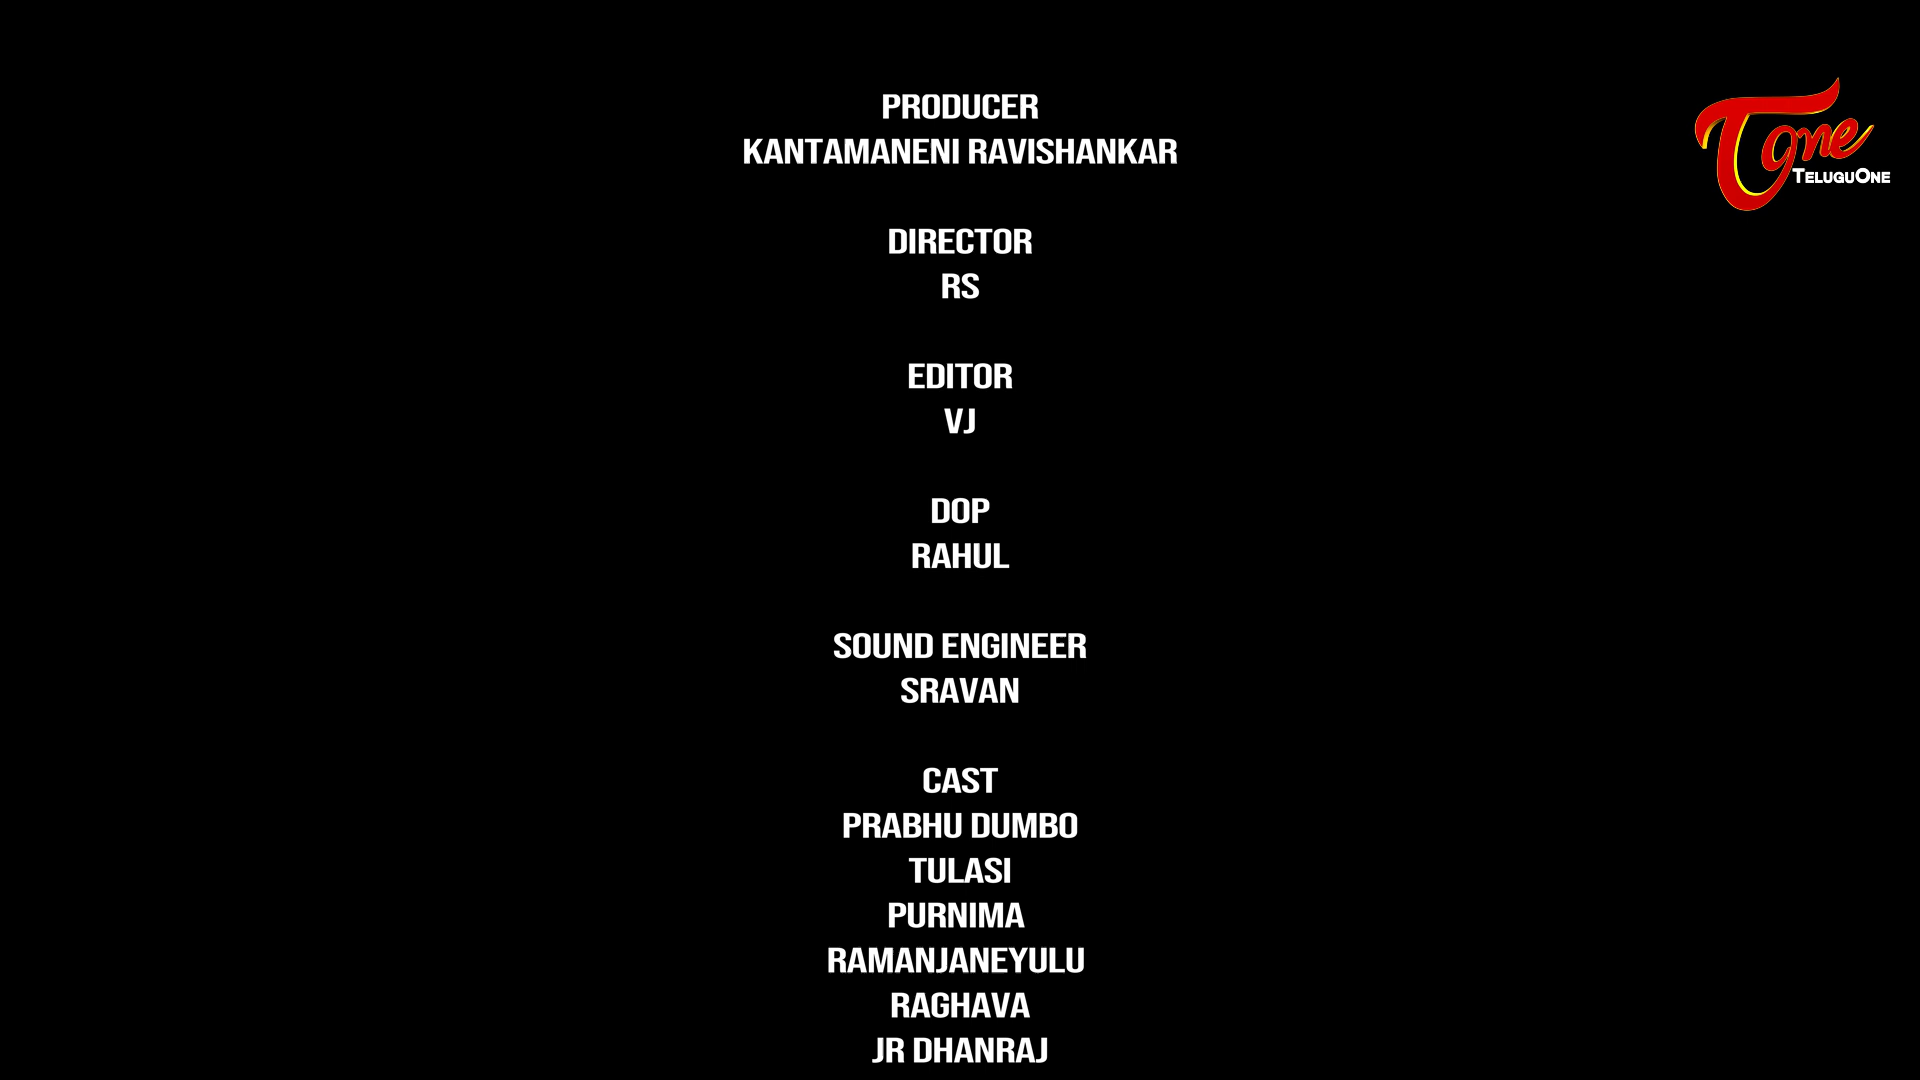 PRODUCER
KANTAMANENI RAVISHANKAR
DIRECTOR
RS
EDITOR
VJ
DOP
RAHUL
SOUND ENGINEER
SRAVAN
CAST
PRABHU DUMBO
TULASI
PURNIMA
RAMANJANEYULU
RAGHAVA
JR DHANRAJ
Tone
TELUGUONE